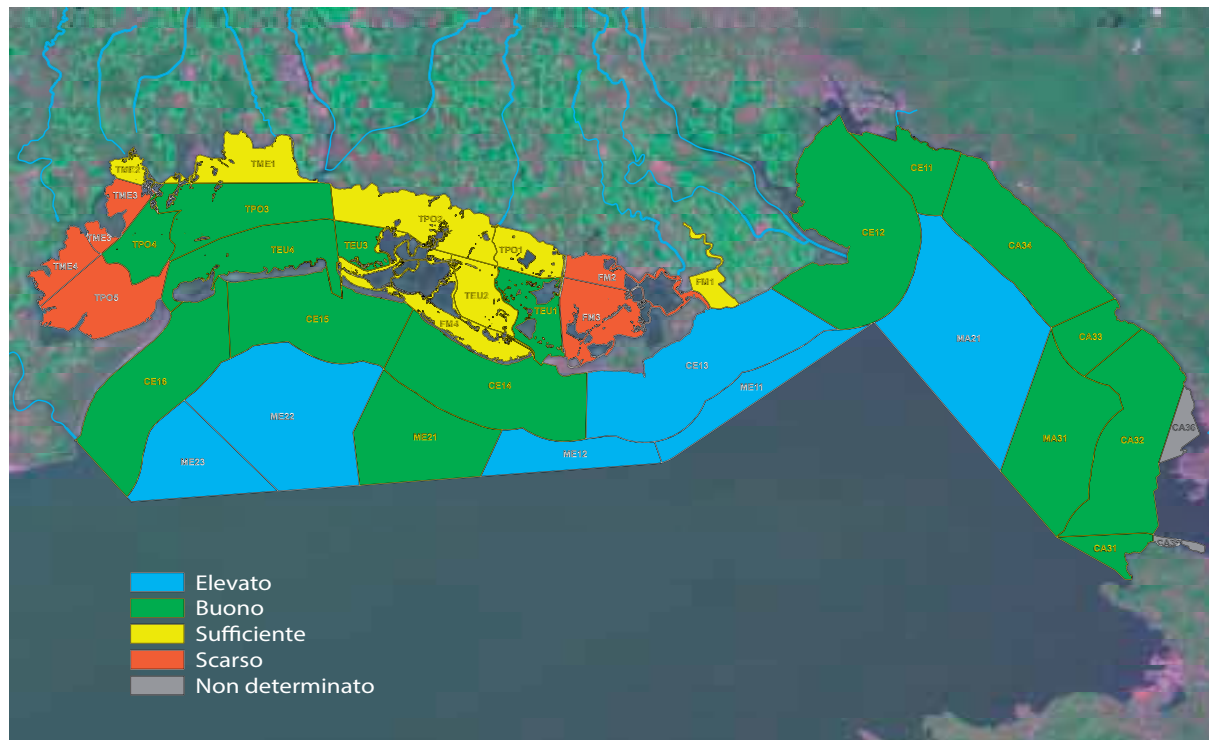 TME1
TME2
TME3
TPO3
TPO2
TPO4
TEU4
TEU3
TPO1
TME3
TME4
TPO5
TEU2
TEU1
FM4
FM2
FM3
FM1
CE11
CE12
CA34
CA33
MA21
CE15
CE16
CE14
CE13
ME11
ME22
ME21
ME12
ME23
MA31
CA32
CA36
CA31
Elevato
Buono
Sufficiente
Scarso
Non determinato